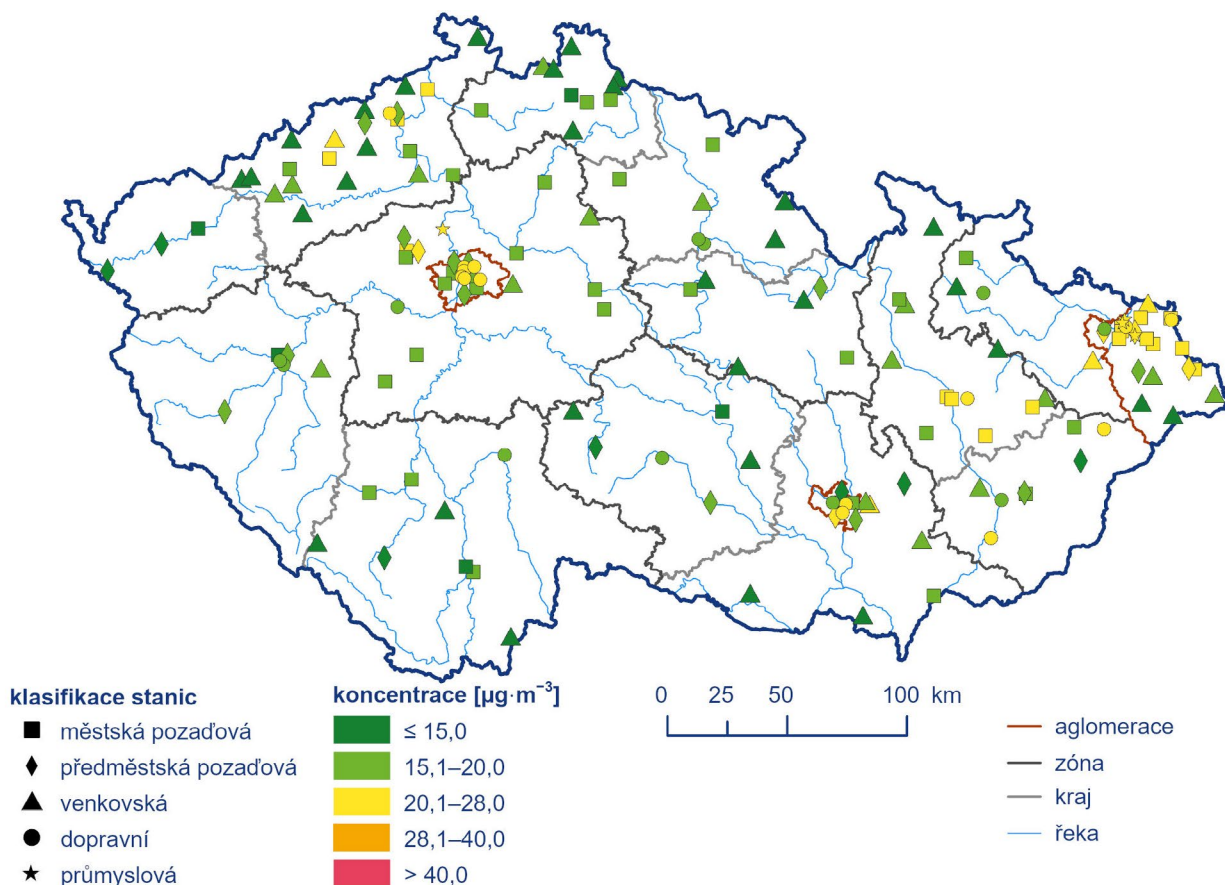 klasifikace stanic
městská pozaďová
předměstská pozaďová
venkovská
dopravní
průmyslová
koncentrace [µg·m⁻³]
≤ 15,0
15,1–20,0
20,1–28,0
28,1–40,0
> 40,0
0 25 50 100 km
aglomerace
zóna
kraj
řeka